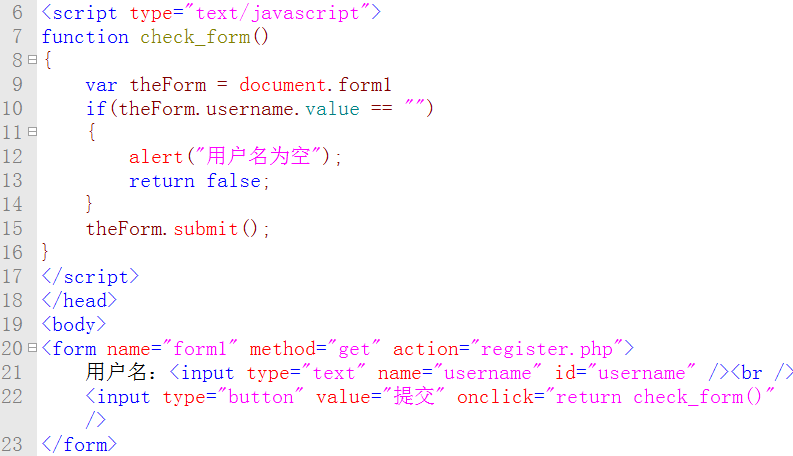 6 <script type="text/javascript">
7 function check_form()
8 {
9     var theForm = document.form1
10     if(theForm.username.value == "")
11     {
12         alert("用户名为空");
13         return false;
14     }
15     theForm.submit();
16 }
17 </script>
18 </head>
19 <body>
20 <form name="form1" method="get" action="register.php">
21     用户名：<input type="text" name="username" id="username" /><br />
22     <input type="button" value="提交" onclick="return check_form()"
    />
23 </form>